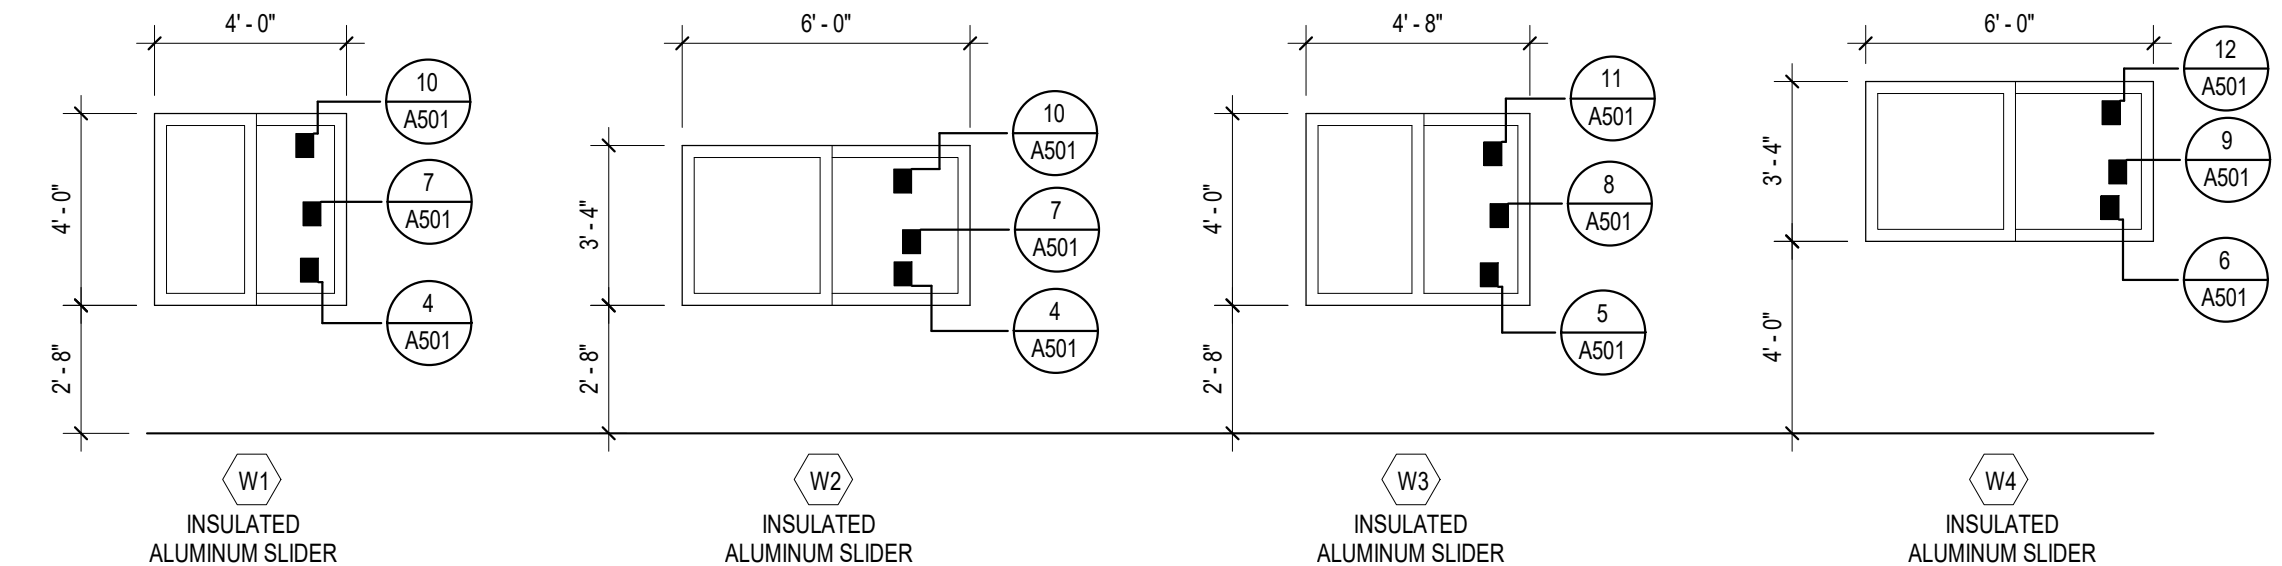 4' - 0"
10
A501
7
A501
4
A501
4' - 0"
2' - 8"
W1
INSULATED
ALUMINUM SLIDER
6' - 0"
10
A501
7
A501
4
A501
3' - 4"
2' - 8"
W2
INSULATED
ALUMINUM SLIDER
4' - 8"
11
A501
8
A501
5
A501
4' - 0"
2' - 8"
W3
INSULATED
ALUMINUM SLIDER
6' - 0"
12
A501
9
A501
6
A501
3' - 4"
4' - 0"
W4
INSULATED
ALUMINUM SLIDER